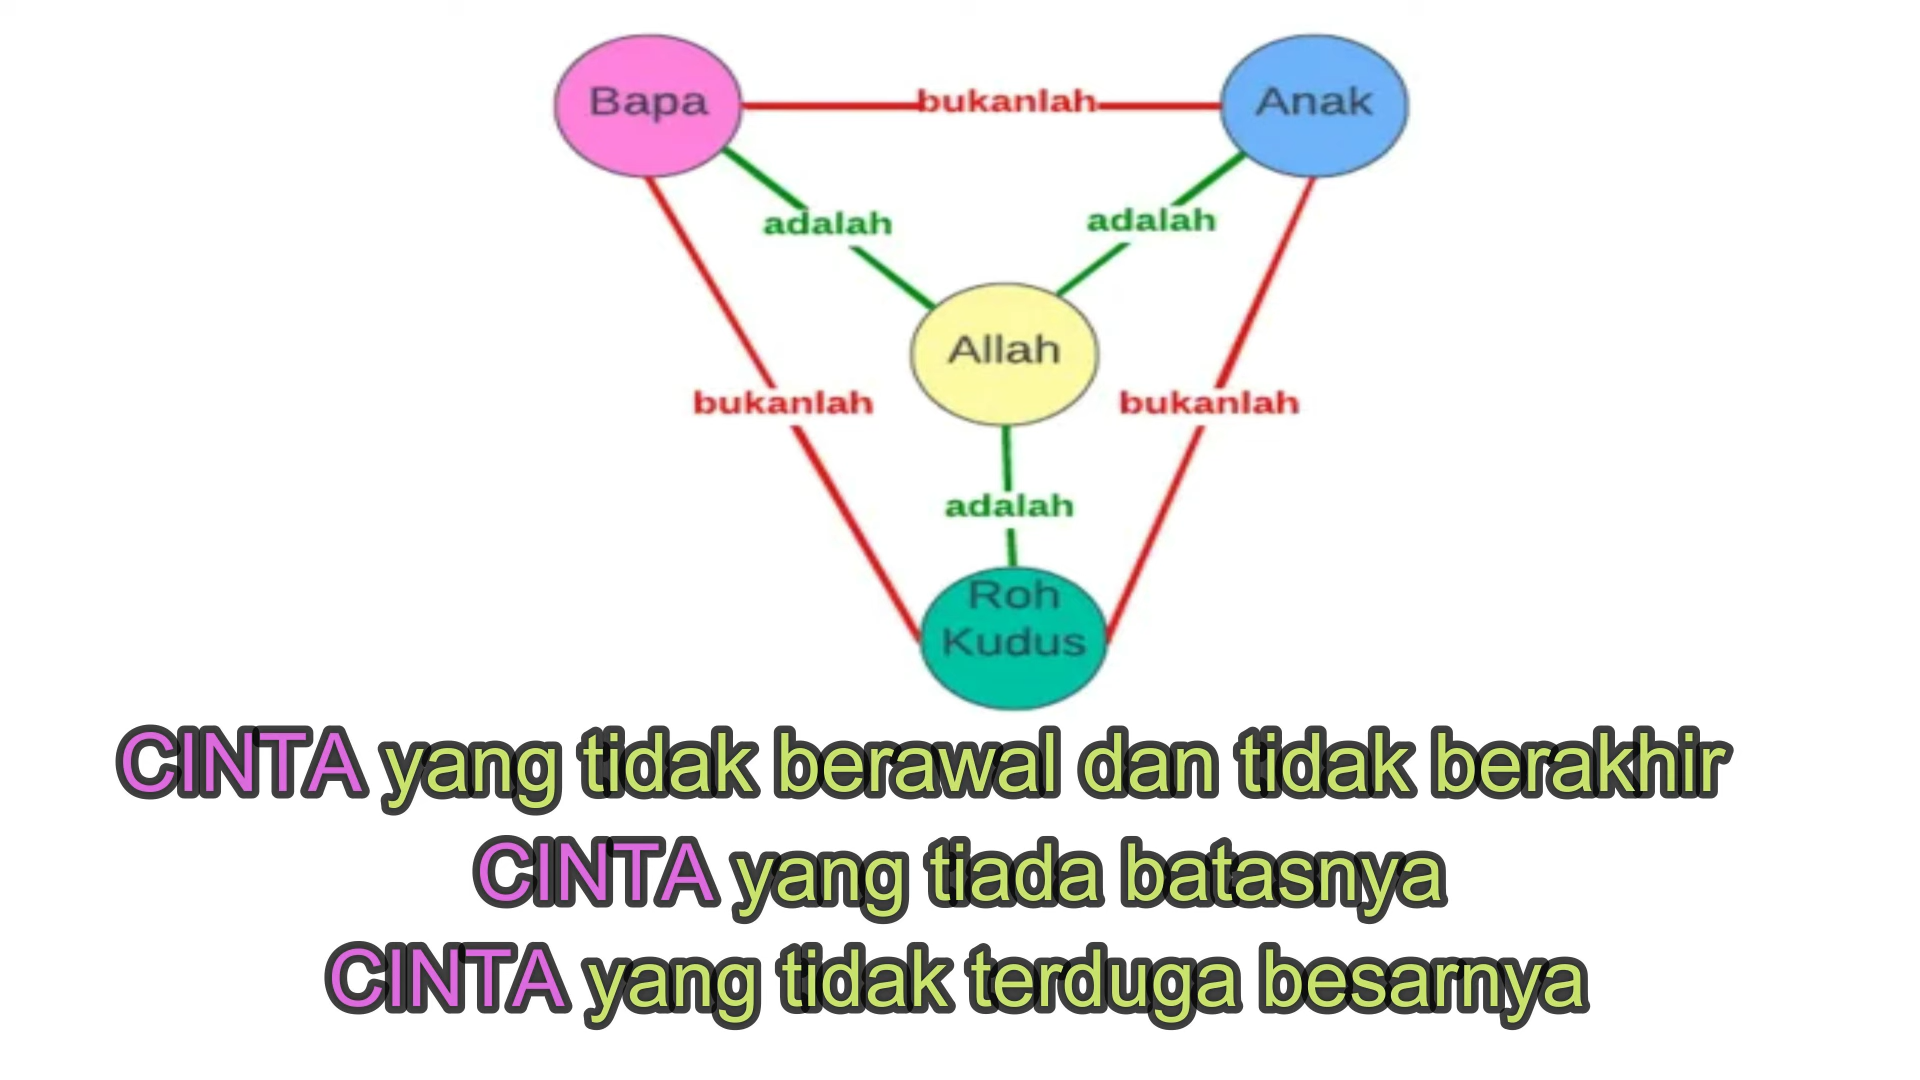 Bapa bukanlah Anak
adalah adalah
Allah
bukanlah bukanlah
adalah
Roh
Kudus
CINTA yang tidak berawal dan tidak berakhir
CINTA yang tiada batasnya
CINTA yang tidak terduga besarnya